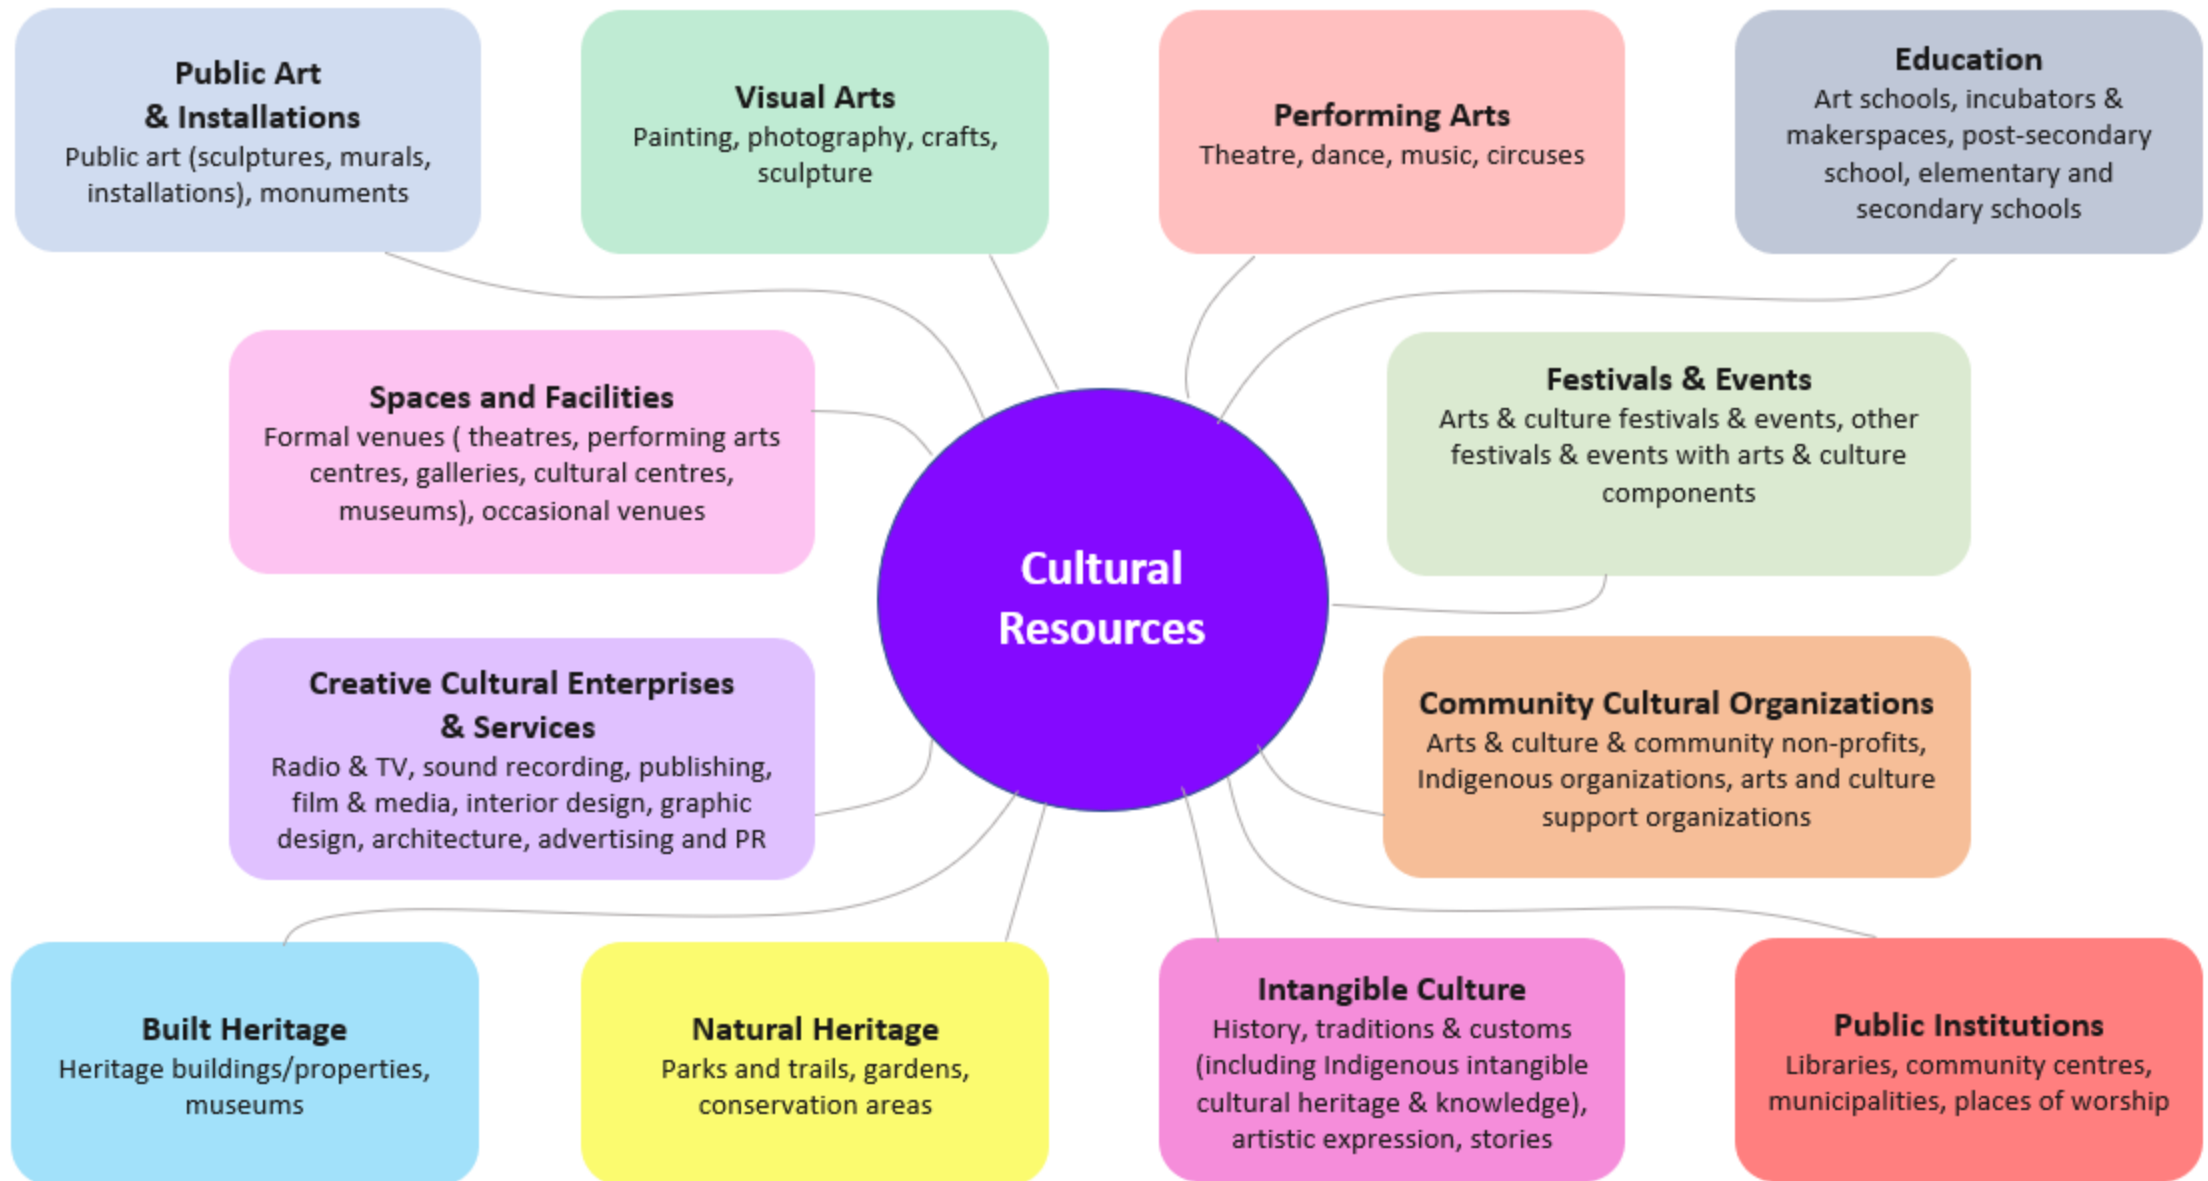 Public Art
& Installations
Public art (sculptures, murals,
installations), monuments
Visual Arts
Painting, photography, crafts,
sculpture
Performing Arts
Theatre, dance, music, circuses
Education
Art schools, incubators &
makerspaces, post-secondary
school, elementary and
secondary schools
Spaces and Facilities
Formal venues ( theatres, performing arts
centres, galleries, cultural centres,
museums), occasional venues
Festivals & Events
Arts & culture festivals & events, other
festivals & events with arts & culture
components
Cultural
Resources
Creative Cultural Enterprises
& Services
Radio & TV, sound recording, publishing,
film & media, interior design, graphic
design, architecture, advertising and PR
Community Cultural Organizations
Arts & culture & community non-profits,
Indigenous organizations, arts and culture
support organizations
Built Heritage
Heritage buildings/properties,
museums
Natural Heritage
Parks and trails, gardens,
conservation areas
Intangible Culture
History, traditions & customs
(including Indigenous intangible
cultural heritage & knowledge),
artistic expression, stories
Public Institutions
Libraries, community centres,
municipalities, places of worship